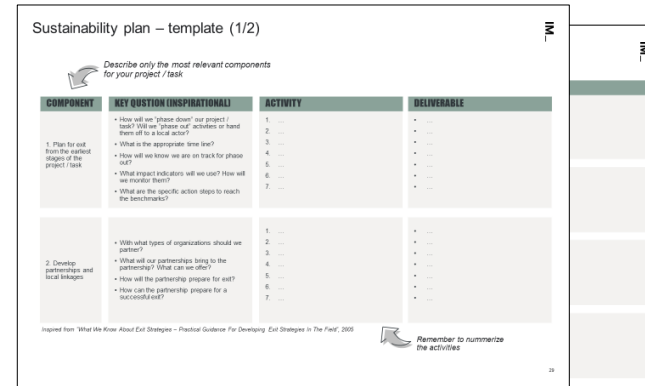 Sustainability plan – template (1/2)
IM_
IM_
Describe only the most relevant components
for your project / task
COMPONENT
KEY QUSTION (INSPIRATIONAL)
ACTIVITY
DELIVERABLE
1. Plan for exit
from the earliest
stages of the
project / task
• How will we "phase down" our project /
task? Will we "phase out" activities or hand
them off to a local actor?
• What is the appropriate time line?
• How will we know we are on track for phase
out?
• What impact indicators will we use? How will
we monitor them?
• What are the specific action steps to reach
the benchmarks?
1. ...
2. ...
3. ...
4. ...
5. ...
6. ...
7. ...
• ...
• ...
• ...
• ...
• ...
• ...
• ...
2. Develop
partnerships and
local linkages
• With what types of organizations should we
partner?
• What will our partnerships bring to the
partnership? What can we offer?
• How will the partnership prepare for exit?
• How can the partnership prepare for a
successful exit?
1. ...
2. ...
3. ...
4. ...
5. ...
6. ...
7. ...
• ...
• ...
• ...
• ...
• ...
• ...
• ...
Inspired from "What We Know About Exit Strategies – Practical Guidance For Developing Exit Strategies In The Field", 2005
Remember to nummerize
the activities
29